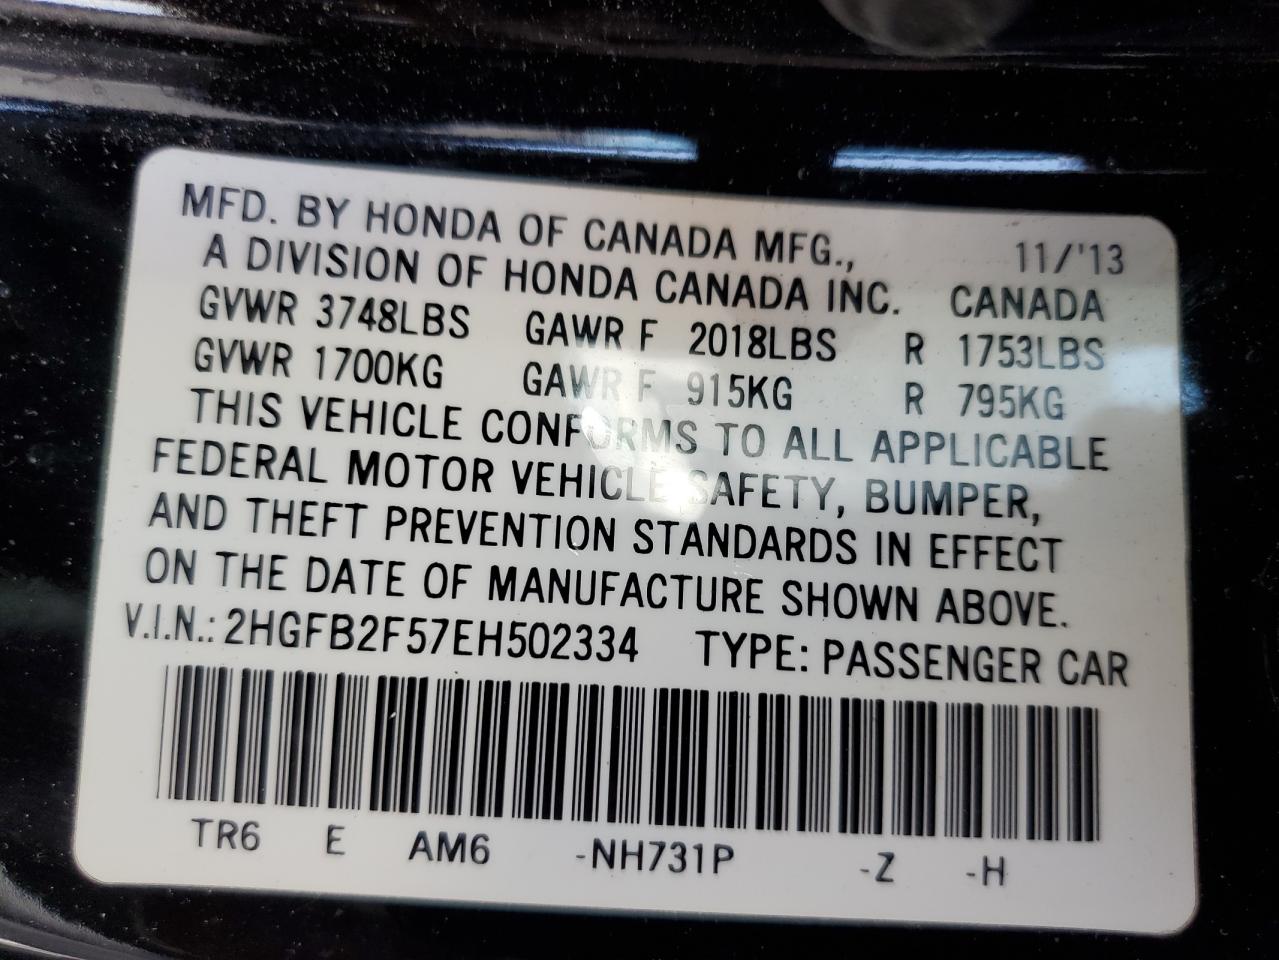 MFD. BY HONDA OF CANADA MFG., 11/'13
A DIVISION OF HONDA CANADA INC. CANADA
GVWR 3748LBS GAWR F 2018LBS R 1753LBS
GVWR 1700KG GAWR F 915KG R 795KG
THIS VEHICLE CONFORMS TO ALL APPLICABLE
FEDERAL MOTOR VEHICLE SAFETY, BUMPER,
AND THEFT PREVENTION STANDARDS IN EFFECT
ON THE DATE OF MANUFACTURE SHOWN ABOVE.
V.I.N.: 2HGFB2F57EH502334 TYPE: PASSENGER CAR
TR6 E AM6 -NH731P -Z -H